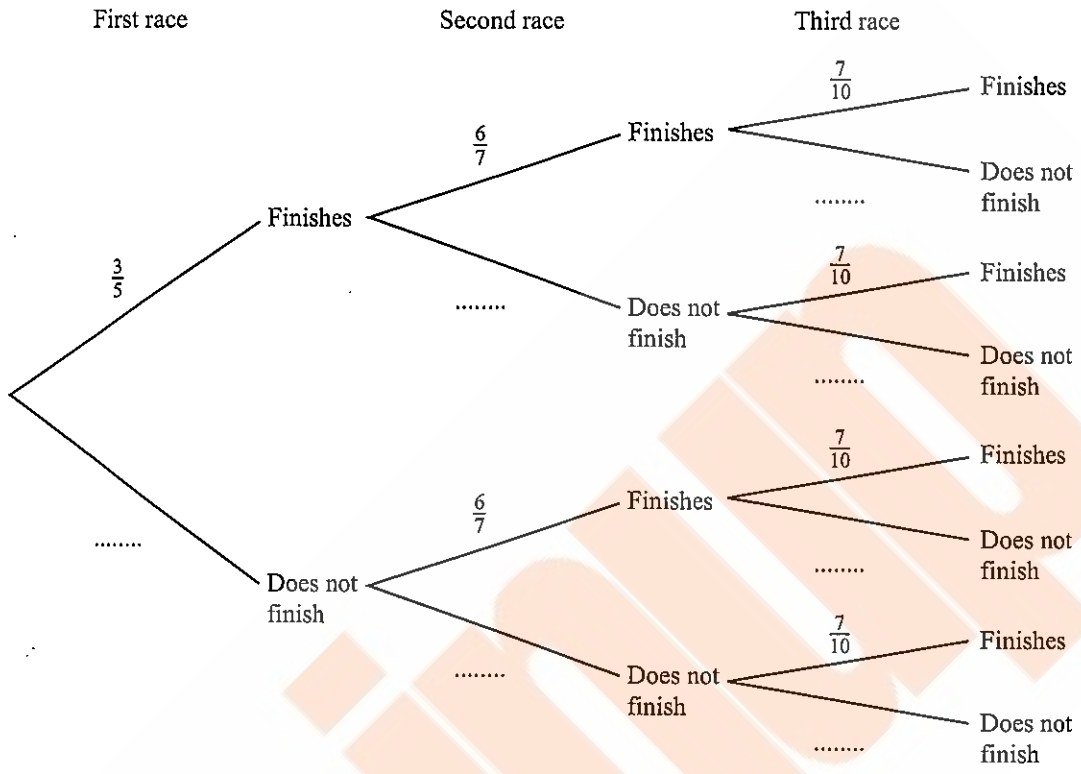 First race Second race Third race
7/10 Finishes
6/7 Finishes
Does not
finish
........
Finishes
3/5
7/10 Finishes
........ Does not
finish
Does not
finish
........
7/10 Finishes
6/7 Finishes
........
Does not
finish
........
Does not
finish
7/10 Finishes
........ Does not
finish
Does not
finish
........